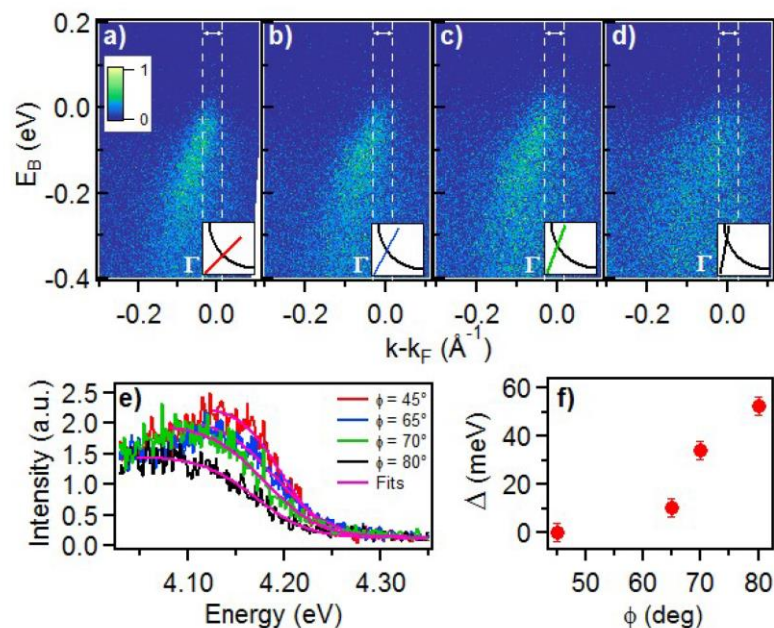 a) b) c) d)
1
0
0.2
0.0
-0.2
-0.4
E_B (eV)
Γ Γ Γ Γ
-0.2 0.0 -0.2 0.0 -0.2 0.0 -0.2 0.0
k-k_F (Å⁻¹)
e)
2.5
2.0
1.5
1.0
0.5
0.0
Intensity (a.u.)
ϕ = 45°
ϕ = 65°
ϕ = 70°
ϕ = 80°
Fits
4.10 4.20 4.30
Energy (eV)
f)
60
40
20
0
Δ (meV)
50 60 70 80
ϕ (deg)